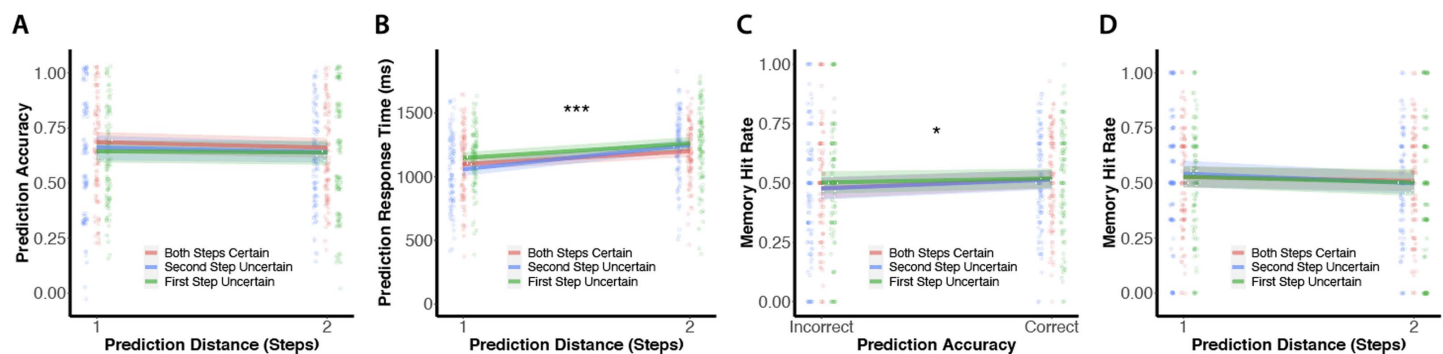 A
Prediction Accuracy
1.00
0.75
0.50
0.25
0.00
Both Steps Certain
Second Step Uncertain
First Step Uncertain
1
2
Prediction Distance (Steps)
B
Prediction Response Time (ms)
1500
1000
500
0
***
Both Steps Certain
Second Step Uncertain
First Step Uncertain
1
2
Prediction Distance (Steps)
C
Memory Hit Rate
1.00
0.75
0.50
0.25
0.00
*
Both Steps Certain
Second Step Uncertain
First Step Uncertain
Incorrect
Correct
Prediction Accuracy
D
Memory Hit Rate
1.00
0.75
0.50
0.25
0.00
Both Steps Certain
Second Step Uncertain
First Step Uncertain
1
2
Prediction Distance (Steps)